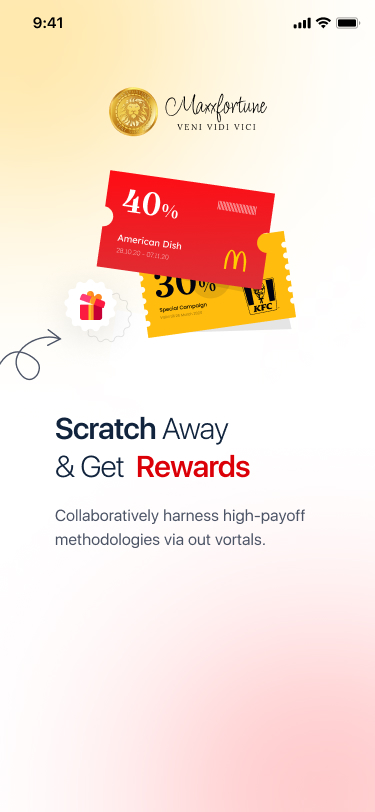 9:41
Maxxfortune
VENI VIDI VICI
40%
American Dish
28.10.20 - 07.11.20
30%
Special Campaign
KFC
Scratch Away
& Get Rewards
Collaboratively harness high-payoff
methodologies via out vortals.